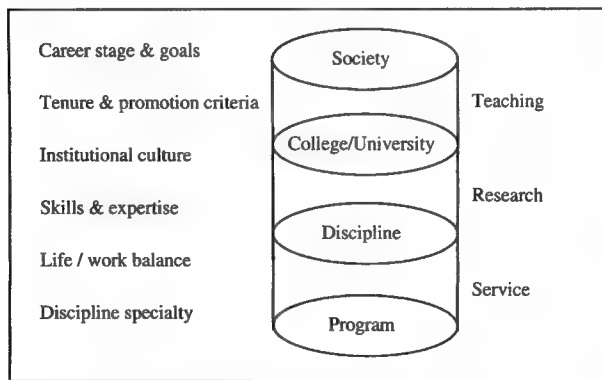 Career stage & goals
Tenure & promotion criteria
Institutional culture
Skills & expertise
Life / work balance
Discipline specialty
Society
College/University
Discipline
Program
Teaching
Research
Service